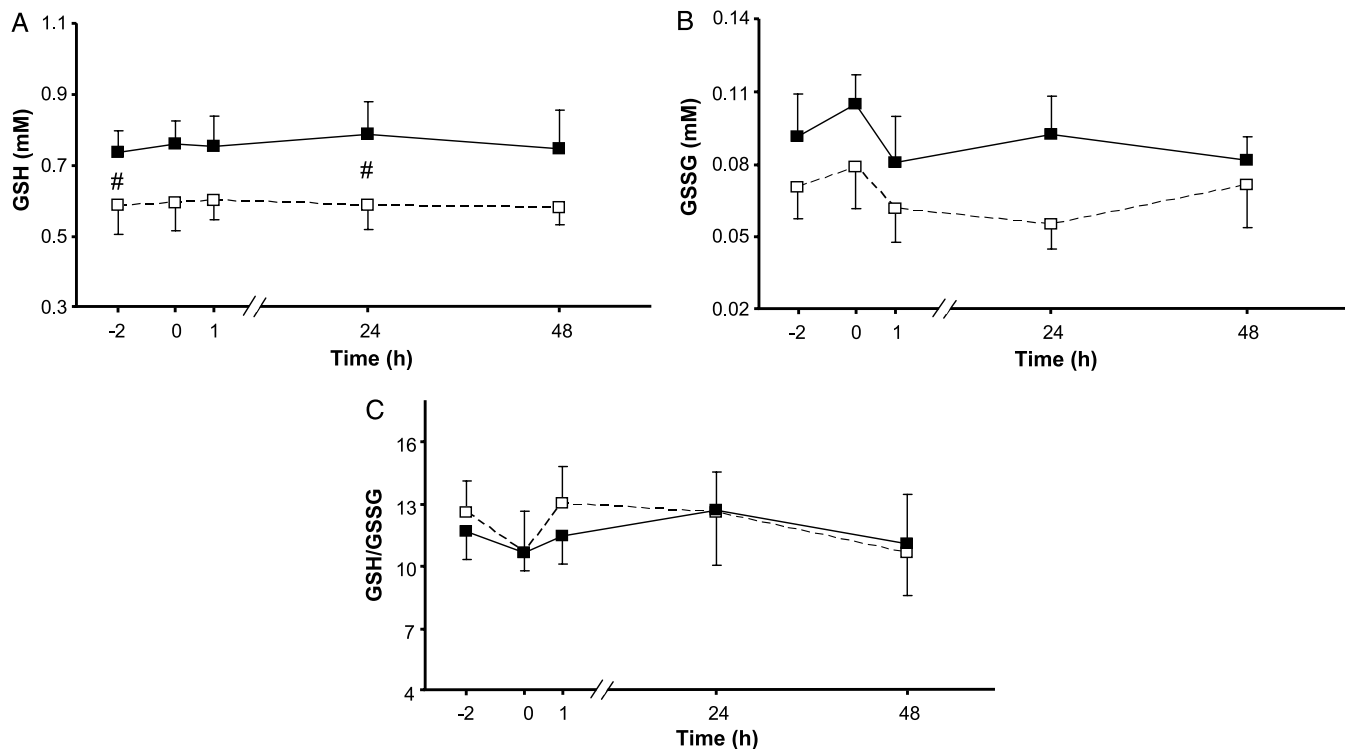 A
GSH (mM)
1.1
0.9
0.7
0.5
0.3
#
#
-2 0 1 24 48
Time (h)
B
GSSG (mM)
0.14
0.11
0.08
0.05
0.02
-2 0 1 24 48
Time (h)
C
GSH/GSSG
16
13
10
7
4
-2 0 1 24 48
Time (h)